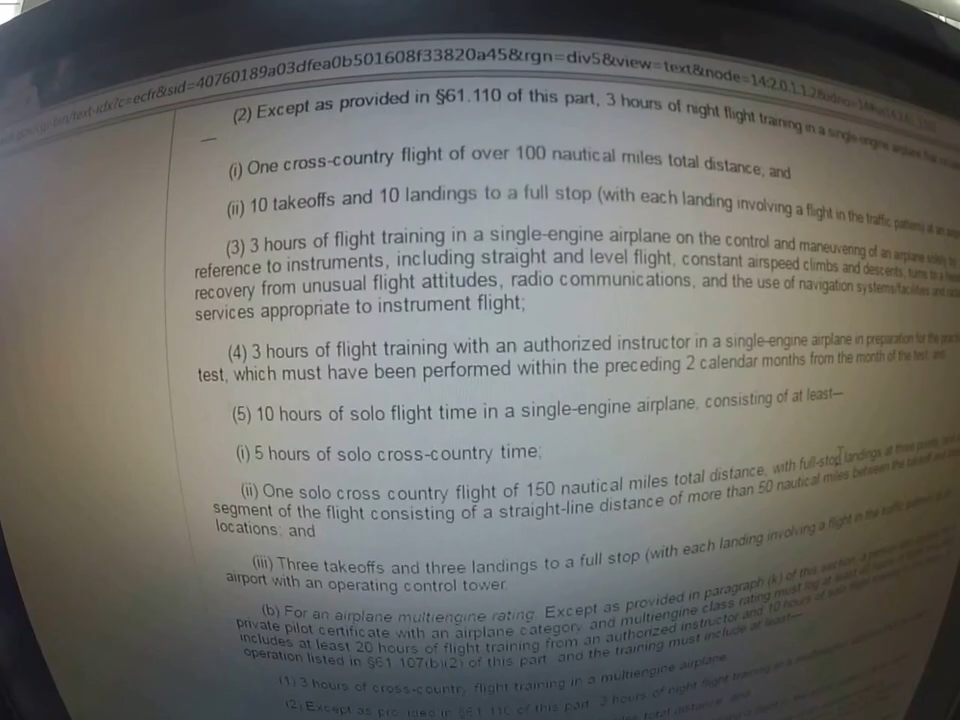 gov/cgi-bin/text-idx?c=ecfr&sid=40760189a03dfea0b501608f33820a45&rgn=div5&view=text&node=14:2.0.1.1.2
(2) Except as provided in §61.110 of this part, 3 hours of night flight training in a single-engine airplane
—
(i) One cross-country flight of over 100 nautical miles total distance; and
(ii) 10 takeoffs and 10 landings to a full stop (with each landing involving a flight in the traffic pattern) at an
(3) 3 hours of flight training in a single-engine airplane on the control and maneuvering of an airplane solely by
reference to instruments, including straight and level flight, constant airspeed climbs and descents, turns to a
recovery from unusual flight attitudes, radio communications, and the use of navigation systems/facilities and
services appropriate to instrument flight;
(4) 3 hours of flight training with an authorized instructor in a single-engine airplane in preparation for the
test, which must have been performed within the preceding 2 calendar months from the month of the test; and
(5) 10 hours of solo flight time in a single-engine airplane, consisting of at least—
(i) 5 hours of solo cross-country time;
(ii) One solo cross country flight of 150 nautical miles total distance, with full-stop landings at three points,
segment of the flight consisting of a straight-line distance of more than 50 nautical miles between the takeoff and
locations; and
(iii) Three takeoffs and three landings to a full stop (with each landing involving a flight in the traffic pattern) at
airport with an operating control tower.
(b) For an airplane multiengine rating. Except as provided in paragraph (k) of this section, a person
private pilot certificate with an airplane category and multiengine class rating must log at least 40 hours
includes at least 20 hours of flight training from an authorized instructor and 10 hours of solo
operation listed in §61.107(b)(2) of this part, and the training must include at least—
(1) 3 hours of cross-country flight training in a multiengine airplane;
(2) Except as provided in §61.110 of this part, 3 hours of night flight training in a multiengine
total distance; and